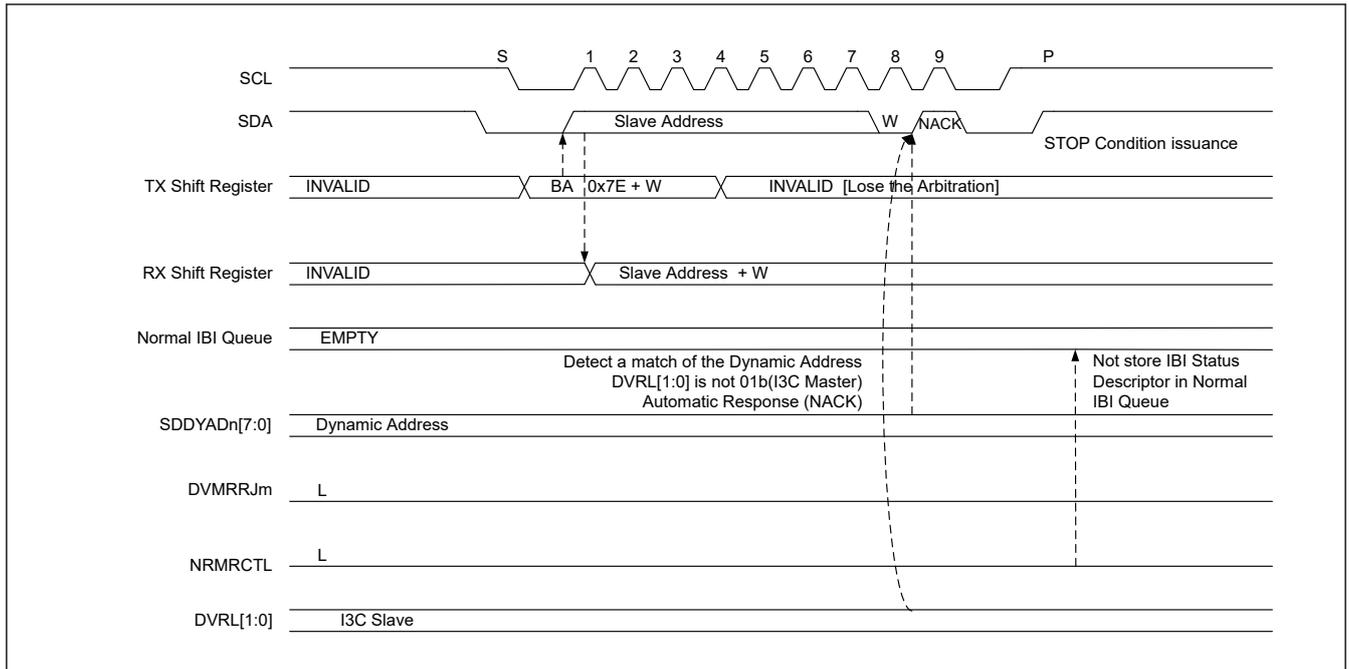 S 1 2 3 4 5 6 7 8 9 P
SCL
SDA Slave Address W NACK
STOP Condition issuance
TX Shift Register INVALID BA 0x7E + W INVALID [Lose the Arbitration]
RX Shift Register INVALID Slave Address + W
Normal IBI Queue EMPTY
Detect a match of the Dynamic Address
DVRL[1:0] is not 01b(I3C Master)
Automatic Response (NACK)
Not store IBI Status
Descriptor in Normal
IBI Queue
SDDYADn[7:0] Dynamic Address
DVMRRJm L
NRMRCTL L
DVRL[1:0] I3C Slave